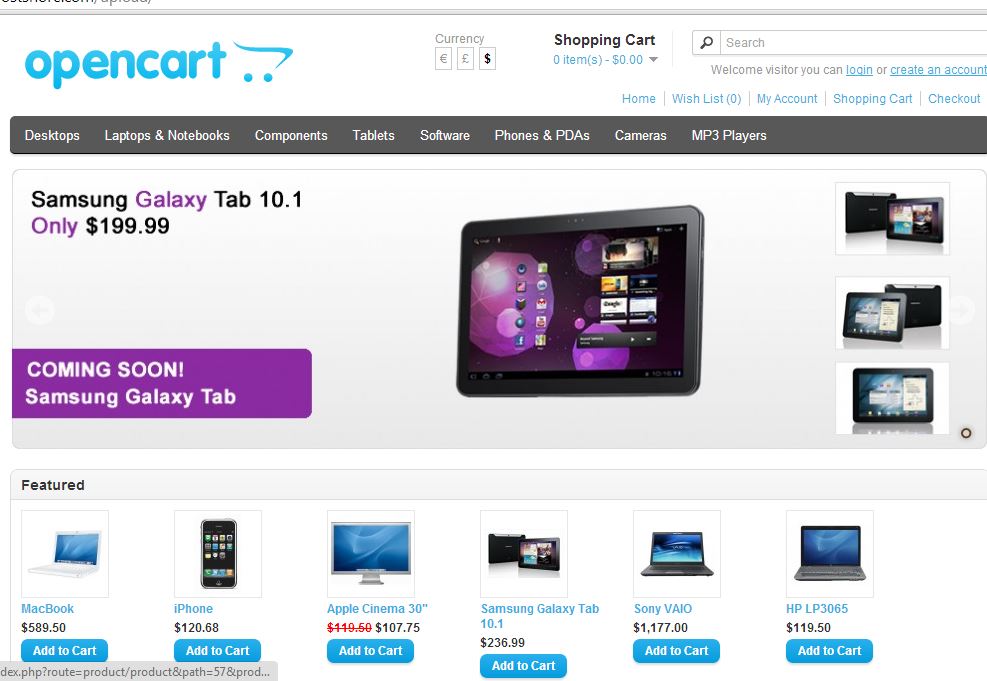 opencart
Currency
€ £ $
Shopping Cart
0 item(s) - $0.00
Search
Welcome visitor you can login or create an account
Home Wish List (0) My Account Shopping Cart Checkout
Desktops Laptops & Notebooks Components Tablets Software Phones & PDAs Cameras MP3 Players
Samsung Galaxy Tab 10.1
Only $199.99
COMING SOON!
Samsung Galaxy Tab
Featured
MacBook
$589.50
Add to Cart
iPhone
$120.68
Add to Cart
Apple Cinema 30"
$119.50 $107.75
Add to Cart
Samsung Galaxy Tab
10.1
$236.99
Add to Cart
Sony VAIO
$1,177.00
Add to Cart
HP LP3065
$119.50
Add to Cart
dex.php?route=product/product&path=57&prod...